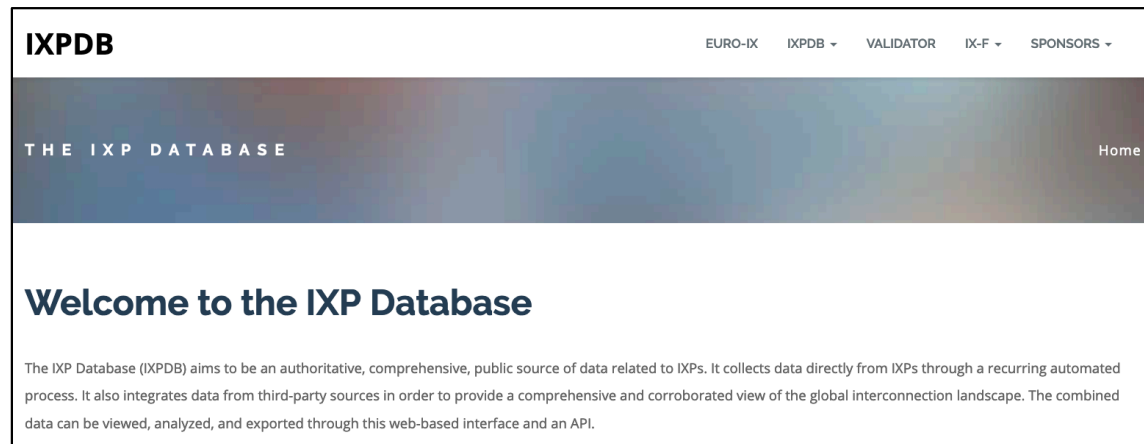 IXPDB
EURO-IX IXPDB VALIDATOR IX-F SPONSORS
THE IXP DATABASE
Home
Welcome to the IXP Database
The IXP Database (IXPDB) aims to be an authoritative, comprehensive, public source of data related to IXPs. It collects data directly from IXPs through a recurring automated
process. It also integrates data from third-party sources in order to provide a comprehensive and corroborated view of the global interconnection landscape. The combined
data can be viewed, analyzed, and exported through this web-based interface and an API.